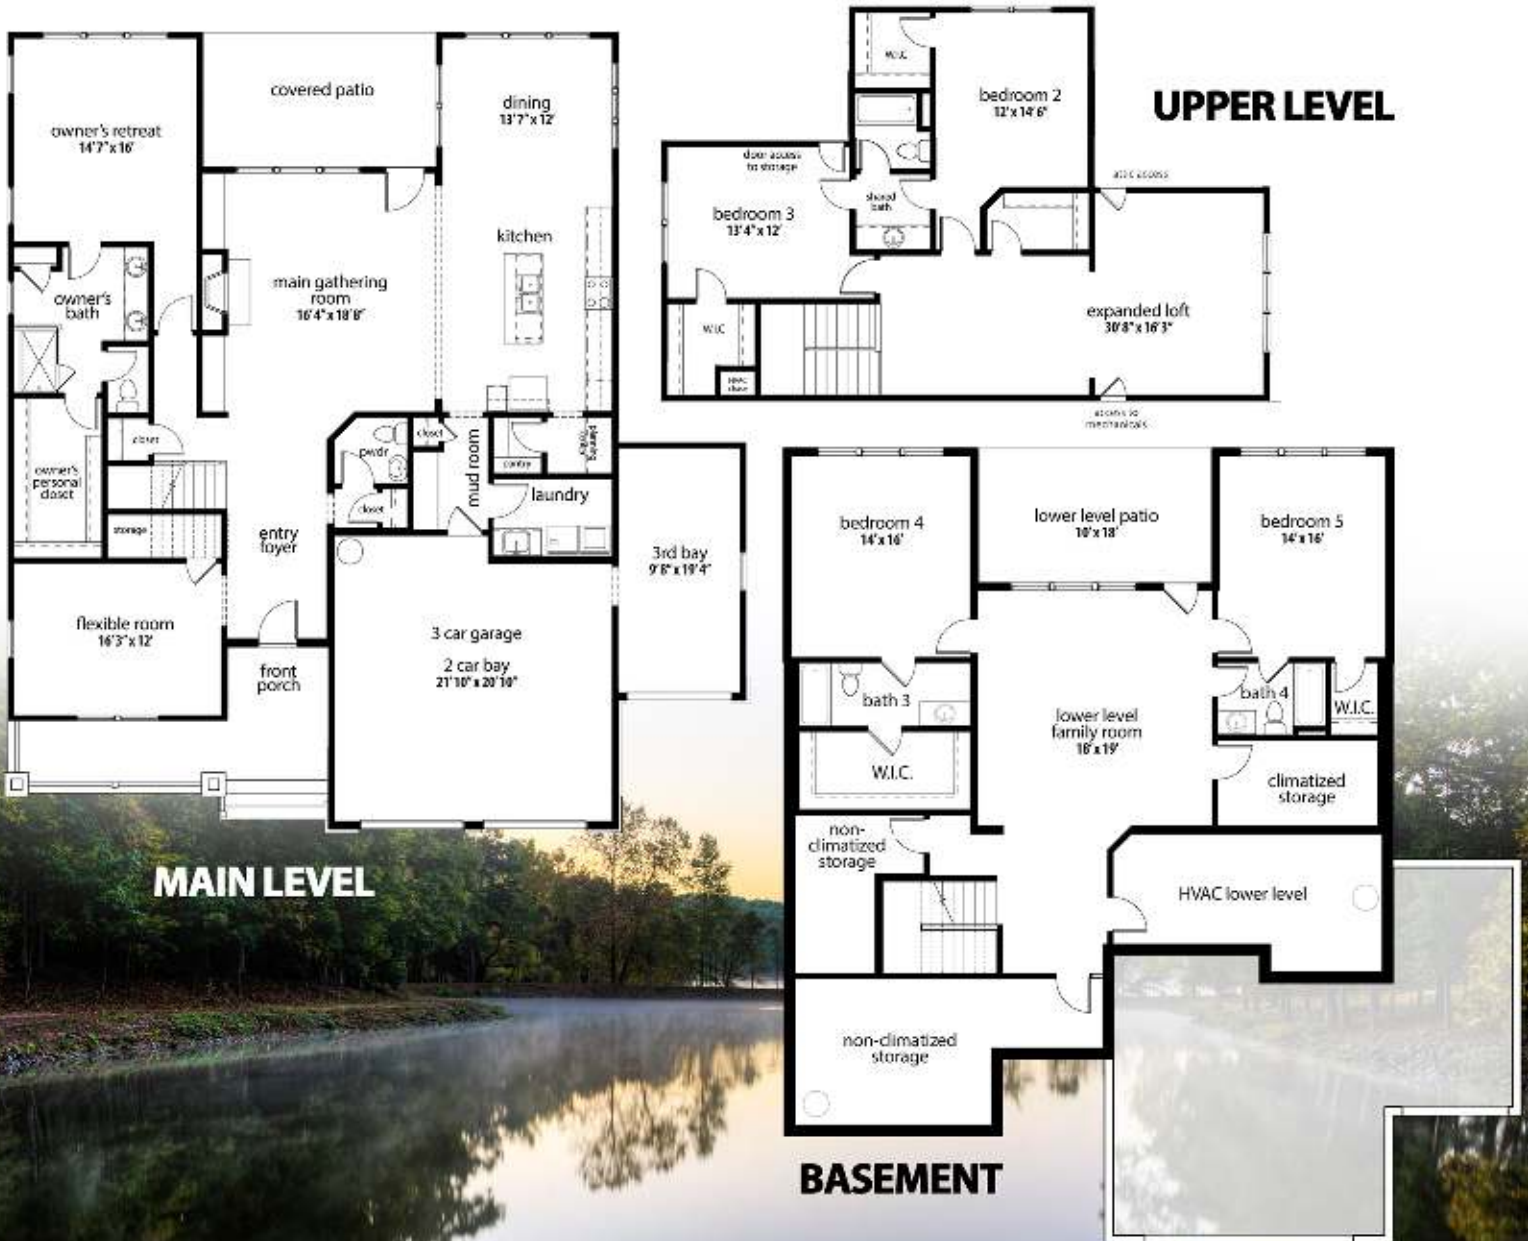 covered patio
dining
13'7" x 12'
owner's retreat
14'7" x 16'
kitchen
main gathering
room
16'4" x 18'8"
owner's
bath
closet
owner's
personal
closet
storage
entry
foyer
pwdr
closet
closet
mud room
pantry
planning
laundry
flexible room
16'3" x 12'
front
porch
3 car garage
2 car bay
21'10" x 20'10"
3rd bay
9'8" x 19'4"
MAIN LEVEL
UPPER LEVEL
W.I.C
bedroom 2
12' x 14'6"
door access
to storage
attic access
shared
bath
bedroom 3
13'4" x 12'
W.I.C
HVAC
expanded loft
30'8" x 16'3"
access to
mechanicals
bedroom 4
14' x 16'
lower level patio
10' x 18'
bedroom 5
14' x 16'
bath 3
W.I.C.
lower level
family room
18' x 19'
bath 4
W.I.C.
climatized
storage
non-
climatized
storage
HVAC lower level
non-climatized
storage
BASEMENT